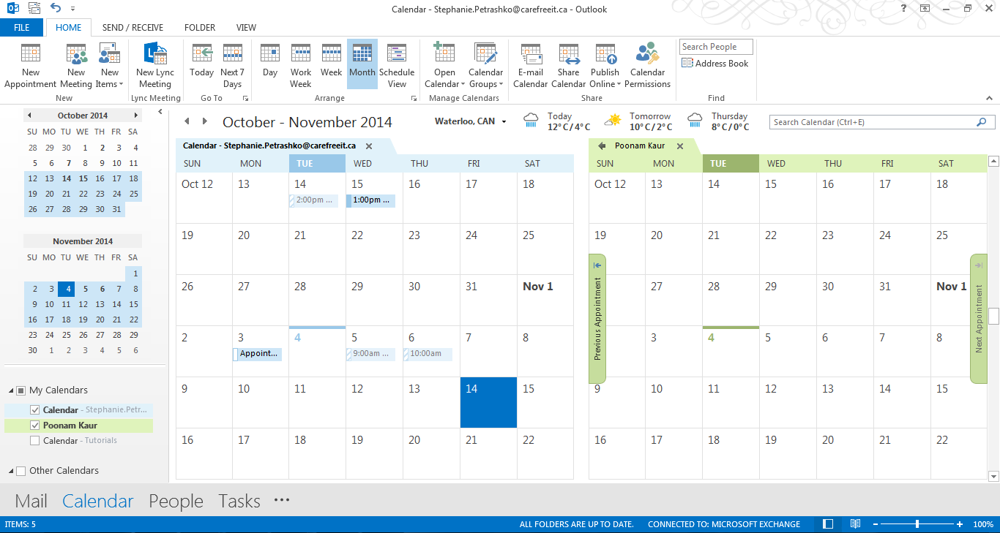 Calendar - Stephanie.Petrashko@carefreeit.ca - Outlook
?
FILE HOME SEND / RECEIVE FOLDER VIEW
New Appointment
New Meeting
New Items
New Lync Meeting
Today
Next 7 Days
Day
Work Week
Week
Month
Schedule View
Open Calendar
Calendar Groups
E-mail Calendar
Share Calendar
Publish Online
Calendar Permissions
Search People
Address Book
New
Lync Meeting
Go To
Arrange
Manage Calendars
Share
Find
October 2014
SU MO TU WE TH FR SA
28 29 30 1 2 3 4
5 6 7 8 9 10 11
12 13 14 15 16 17 18
19 20 21 22 23 24 25
26 27 28 29 30 31
November 2014
SU MO TU WE TH FR SA
1
2 3 4 5 6 7 8
9 10 11 12 13 14 15
16 17 18 19 20 21 22
23 24 25 26 27 28 29
30 1 2 3 4 5 6
My Calendars
Calendar - Stephanie.Petr...
Poonam Kaur
Calendar - Tutorials
Other Calendars
October - November 2014
Waterloo, CAN
Today
12°C/4°C
Tomorrow
10°C/2°C
Thursday
8°C/0°C
Search Calendar (Ctrl+E)
Calendar - Stephanie.Petrashko@carefreeit.ca
SUN MON TUE WED THU FRI SAT
Oct 12 13 14 15 16 17 18
2:00pm ... 1:00pm ...
19 20 21 22 23 24 25
26 27 28 29 30 31 Nov 1
2 3 4 5 6 7 8
Appoint... 9:00am ... 10:00am
9 10 11 12 13 14 15
16 17 18 19 20 21 22
Poonam Kaur
SUN MON TUE WED THU FRI SAT
Oct 12 13 14 15 16 17 18
19 20 21 22 23 24 25
27 28 29 30 31 Nov 1
3 4 5 6 7 8
9 10 11 12 13 14 15
16 17 18 19 20 21 22
Previous Appointment
Next Appointment
Mail Calendar People Tasks ...
ITEMS: 5
ALL FOLDERS ARE UP TO DATE.
CONNECTED TO: MICROSOFT EXCHANGE
100%